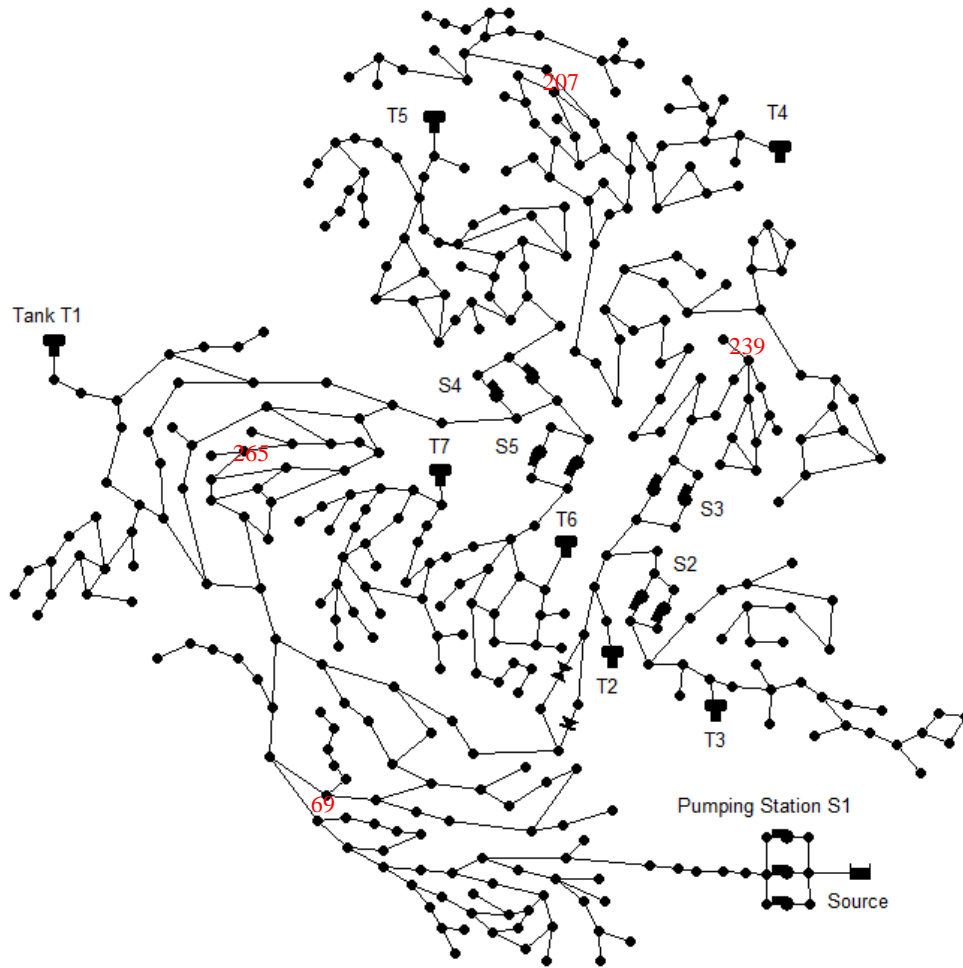 207
T5
T4
Tank T1
239
S4
T7
S5
265
S3
T6
S2
T2
T3
69
Pumping Station S1
Source